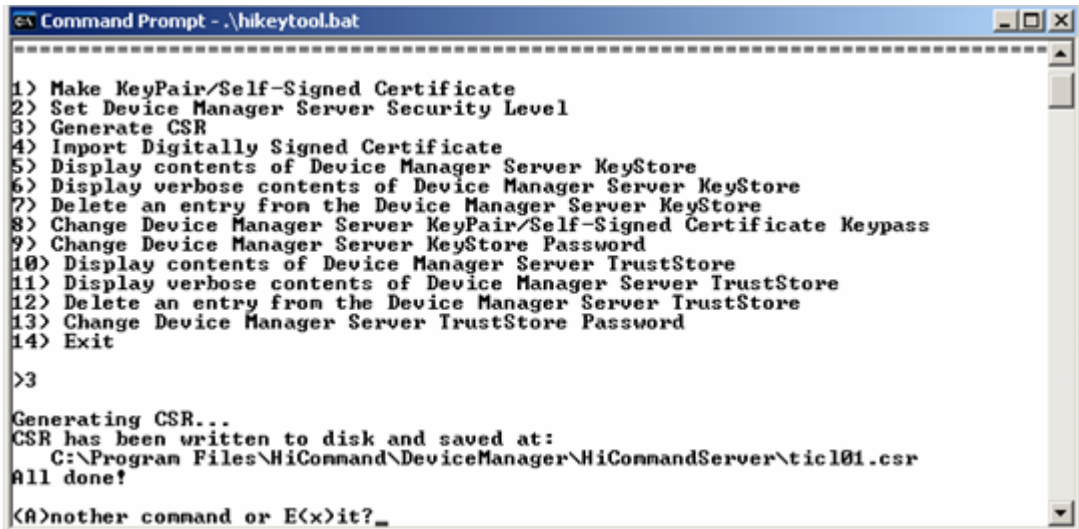 Command Prompt - .\hikeytool.bat
================================================================================
1) Make KeyPair/Self-Signed Certificate
2) Set Device Manager Server Security Level
3) Generate CSR
4) Import Digitally Signed Certificate
5) Display contents of Device Manager Server KeyStore
6) Display verbose contents of Device Manager Server KeyStore
7) Delete an entry from the Device Manager Server KeyStore
8) Change Device Manager Server KeyPair/Self-Signed Certificate Keypass
9) Change Device Manager Server KeyStore Password
10) Display contents of Device Manager Server TrustStore
11) Display verbose contents of Device Manager Server TrustStore
12) Delete an entry from the Device Manager Server TrustStore
13) Change Device Manager Server TrustStore Password
14) Exit
>3
Generating CSR...
CSR has been written to disk and saved at:
C:\Program Files\HiCommand\DeviceManager\HiCommandServer\ticl01.csr
All done!
(A)nother command or E(x)it?_